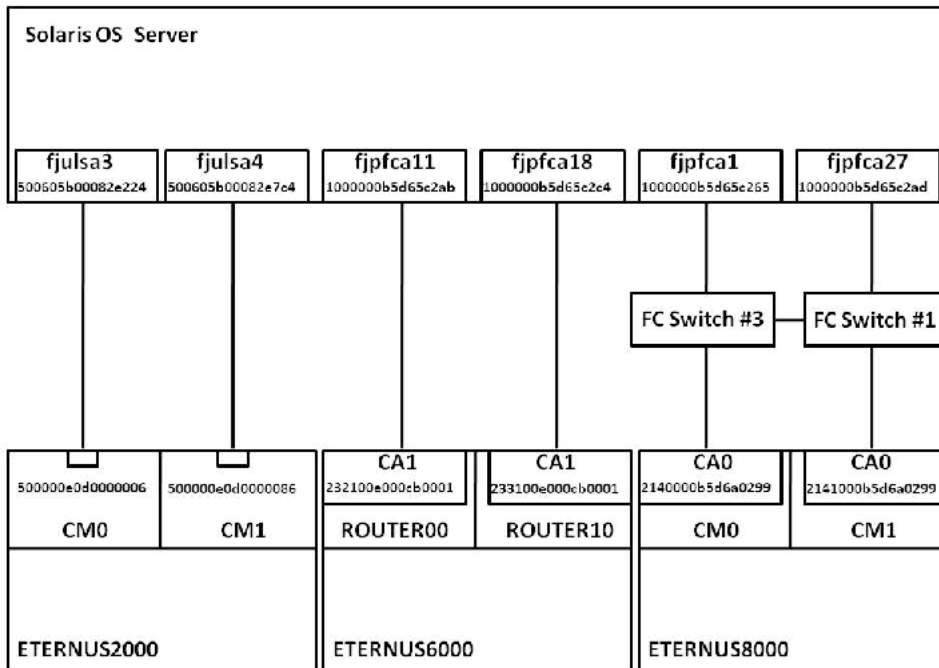 Solaris OS Server
fjulsa3 fjulsa4 fjpfca11 fjpfca18 fjpfca1 fjpfca27
500605b00082e224 500605b00082e7c4 1000000b5d65c2ab 1000000b5d65c2c4 1000000b5d65c265 1000000b5d65c2ad
FC Switch #3 FC Switch #1
CA1 CA1 CA0 CA0
500000e0d0000006 500000e0d0000086 232100e000cb0001 233100e000cb0001 2140000b5d6a0299 2141000b5d6a0299
CM0 CM1 ROUTER00 ROUTER10 CM0 CM1
ETERNUS2000 ETERNUS6000 ETERNUS8000